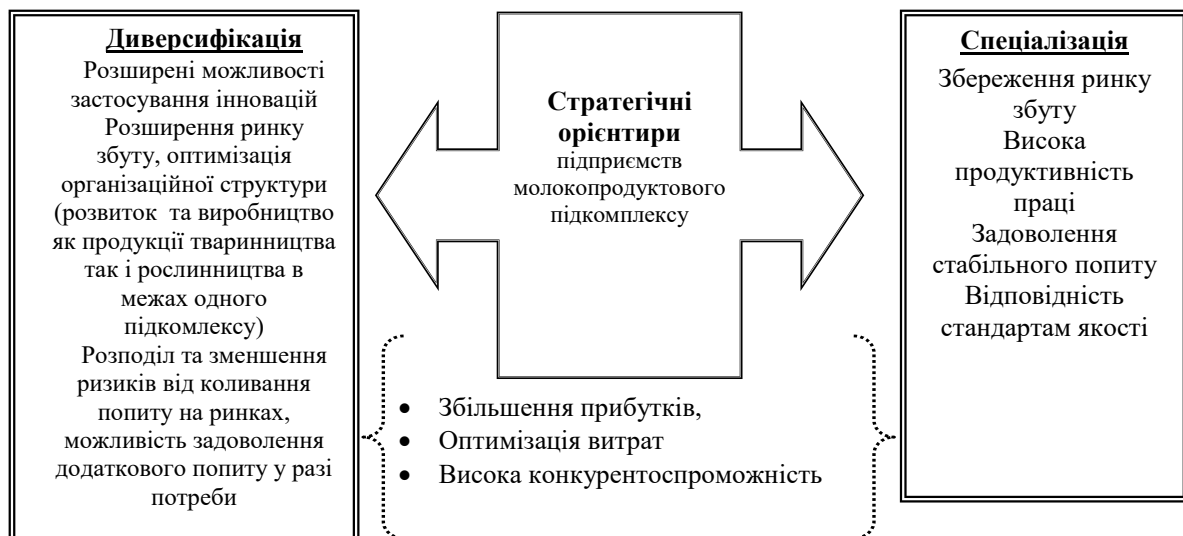 Диверсифікація
Розширені можливості
застосування інновацій
Розширення ринку
збуту, оптимізація
організаційної структури
(розвиток та виробництво
як продукції тваринництва
так і рослинництва в
межах одного
підкомлексу)
Розподіл та зменшення
ризиків від коливання
попиту на ринках,
можливість задоволення
додаткового попиту у разі
потреби
Стратегічні
орієнтири
підприємств
молокопродуктового
підкомплексу
• Збільшення прибутків,
• Оптимізація витрат
• Висока конкурентоспроможність
Спеціалізація
Збереження ринку
збуту
Висока
продуктивність
праці
Задоволення
стабільного попиту
Відповідність
стандартам якості